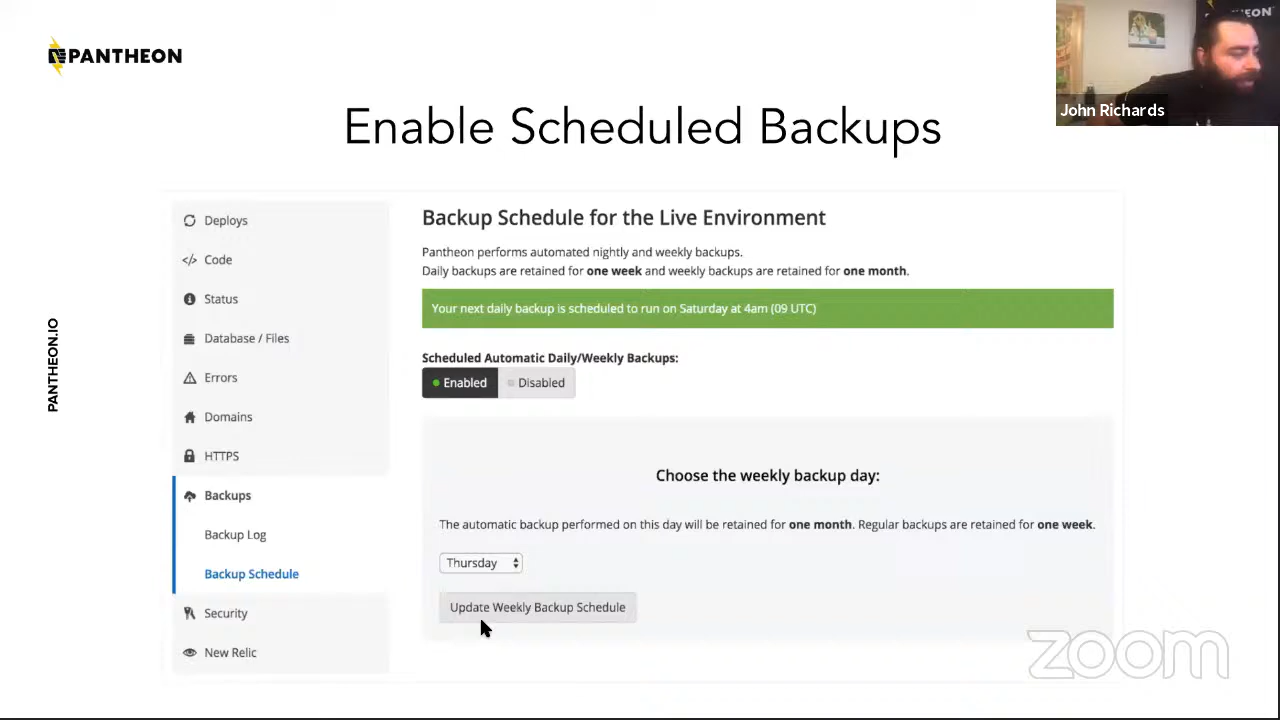 PANTHEON
EON
John Richards
Enable Scheduled Backups
PANTHEON.IO
Deploys
</> Code
Status
Database / Files
Errors
Domains
HTTPS
Backups
Backup Log
Backup Schedule
Security
New Relic
Backup Schedule for the Live Environment
Pantheon performs automated nightly and weekly backups.
Daily backups are retained for one week and weekly backups are retained for one month.
Your next daily backup is scheduled to run on Saturday at 4am (09 UTC)
Scheduled Automatic Daily/Weekly Backups:
Enabled Disabled
Choose the weekly backup day:
The automatic backup performed on this day will be retained for one month. Regular backups are retained for one week.
Thursday
Update Weekly Backup Schedule
zoom